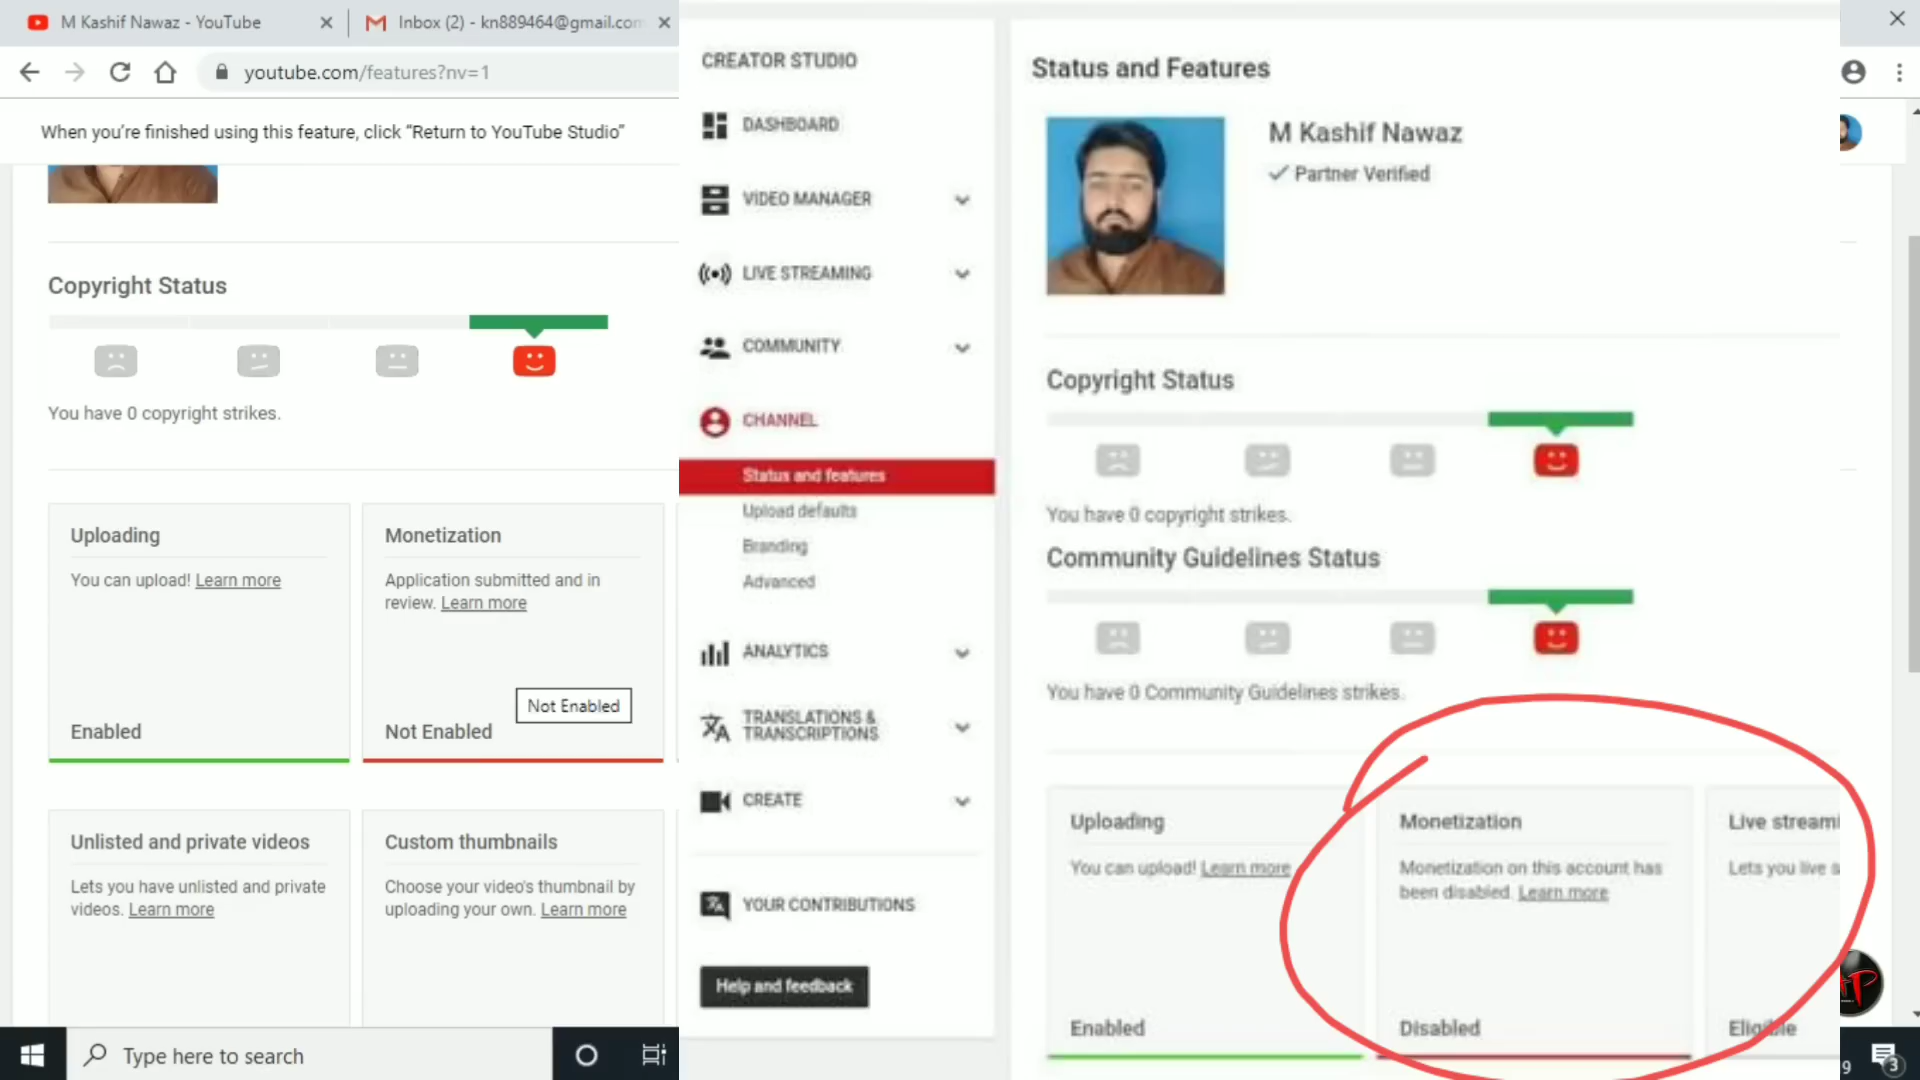 M Kashif Nawaz - YouTube
Inbox (2) - kn889464@gmail.com
youtube.com/features?nv=1
When you're finished using this feature, click “Return to YouTube Studio”
Copyright Status
You have 0 copyright strikes.
Uploading
You can upload! Learn more
Enabled
Monetization
Application submitted and in
review. Learn more
Not Enabled
Not Enabled
Unlisted and private videos
Lets you have unlisted and private
videos. Learn more
Custom thumbnails
Choose your video's thumbnail by
uploading your own. Learn more
Type here to search
CREATOR STUDIO
DASHBOARD
VIDEO MANAGER
LIVE STREAMING
COMMUNITY
CHANNEL
Status and features
Upload defaults
Branding
Advanced
ANALYTICS
TRANSLATIONS &
TRANSCRIPTIONS
CREATE
YOUR CONTRIBUTIONS
Help and feedback
Status and Features
M Kashif Nawaz
Partner Verified
Copyright Status
You have 0 copyright strikes.
Community Guidelines Status
You have 0 Community Guidelines strikes.
Uploading
You can upload! Learn more
Enabled
Monetization
Monetization on this account has
been disabled. Learn more
Disabled
Live streami
Lets you live s
Eligible
9
3